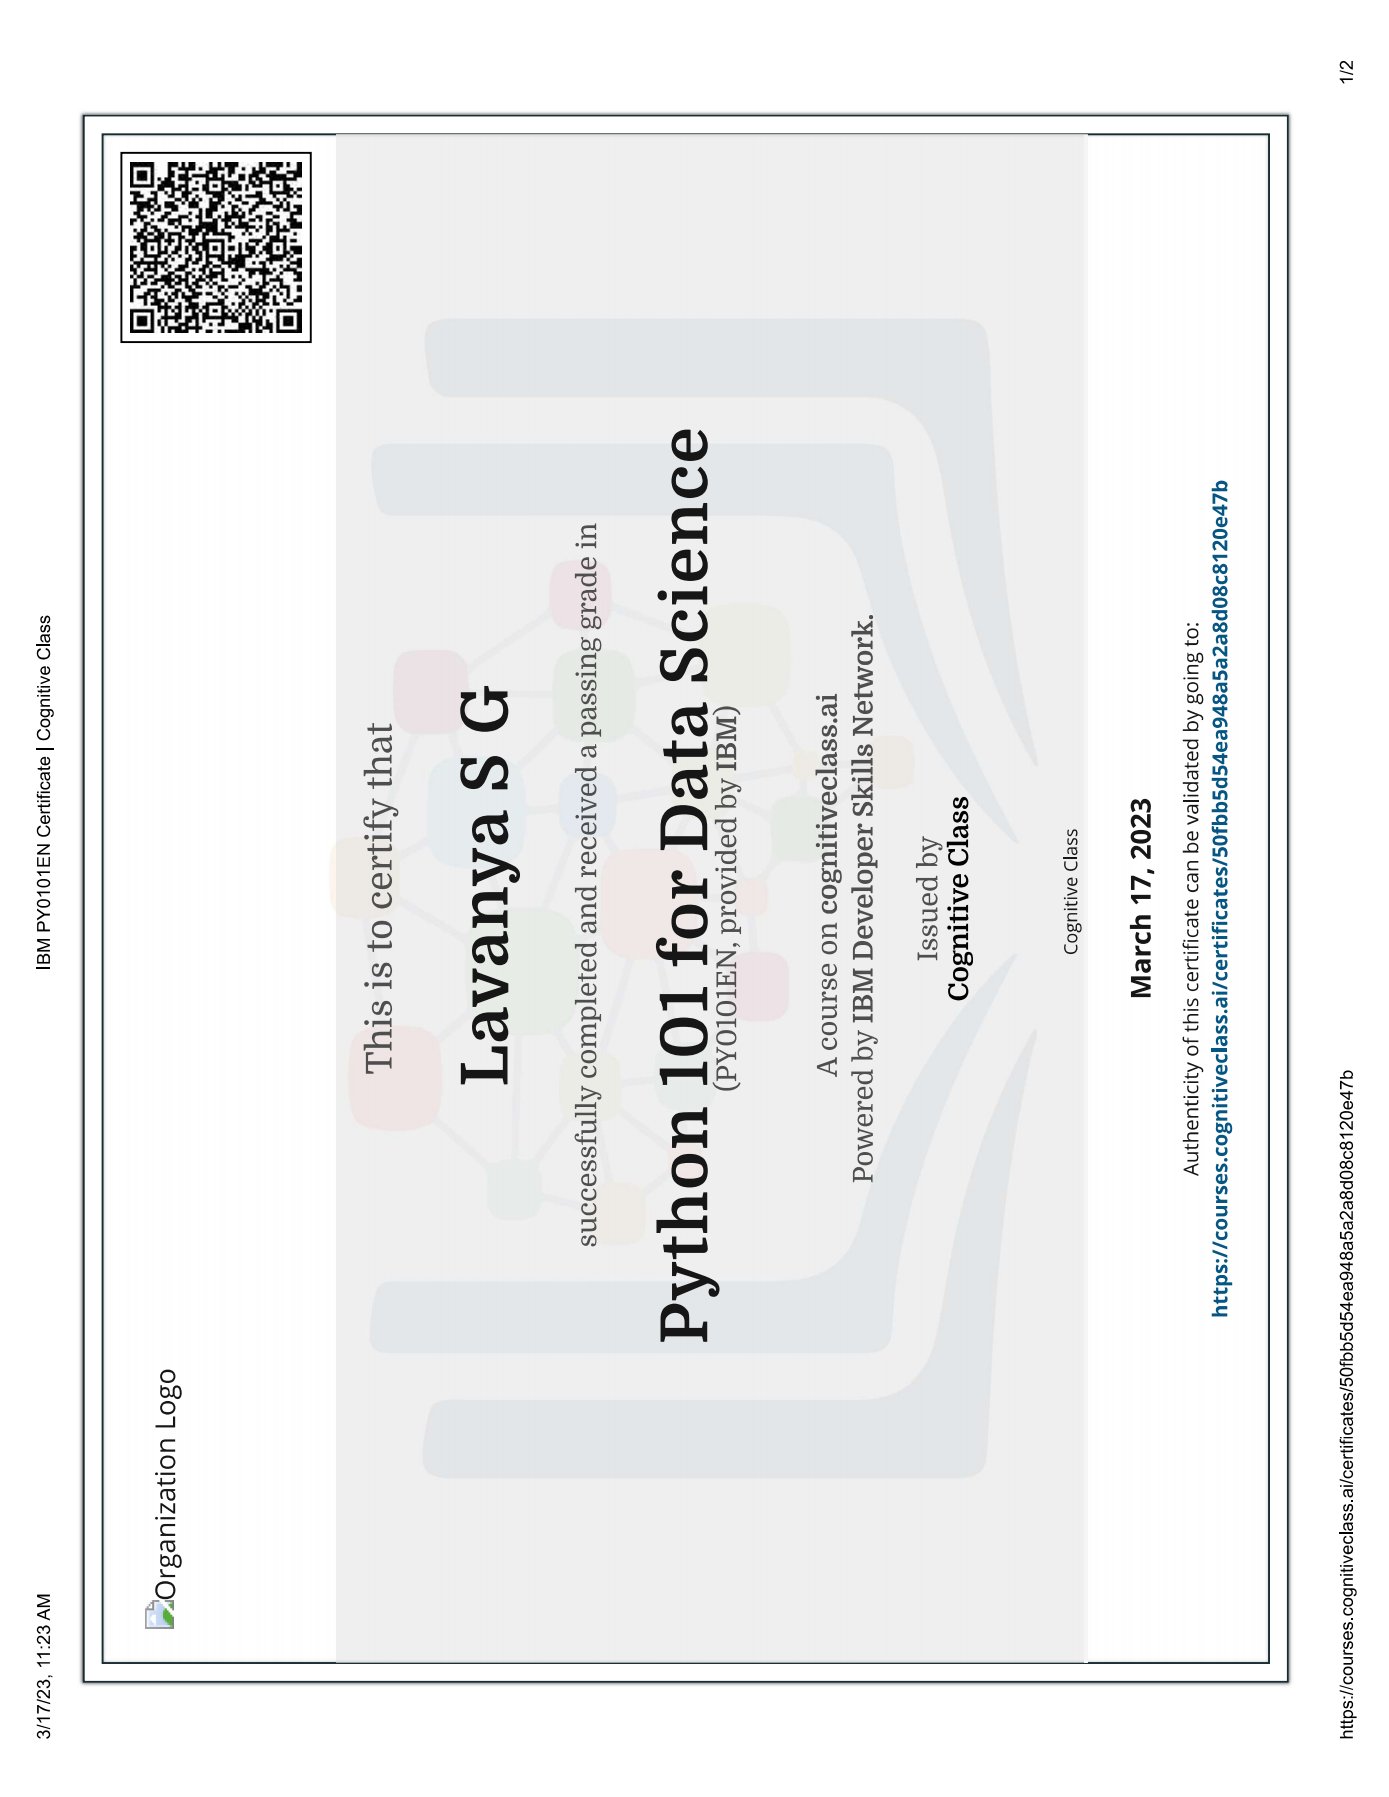 3/17/23, 11:23 AM
IBM PY0101EN Certificate | Cognitive Class
Organization Logo
This is to certify that
Lavanya S G
successfully completed and received a passing grade in
Python 101 for Data Science
(PY0101EN, provided by IBM)
A course on cognitiveclass.ai
Powered by IBM Developer Skills Network.
Issued by
Cognitive Class
Cognitive Class
March 17, 2023
Authenticity of this certificate can be validated by going to:
https://courses.cognitiveclass.ai/certificates/50fbb5d54ea948a5a2a8d08c8120e47b
https://courses.cognitiveclass.ai/certificates/50fbb5d54ea948a5a2a8d08c8120e47b
1/2